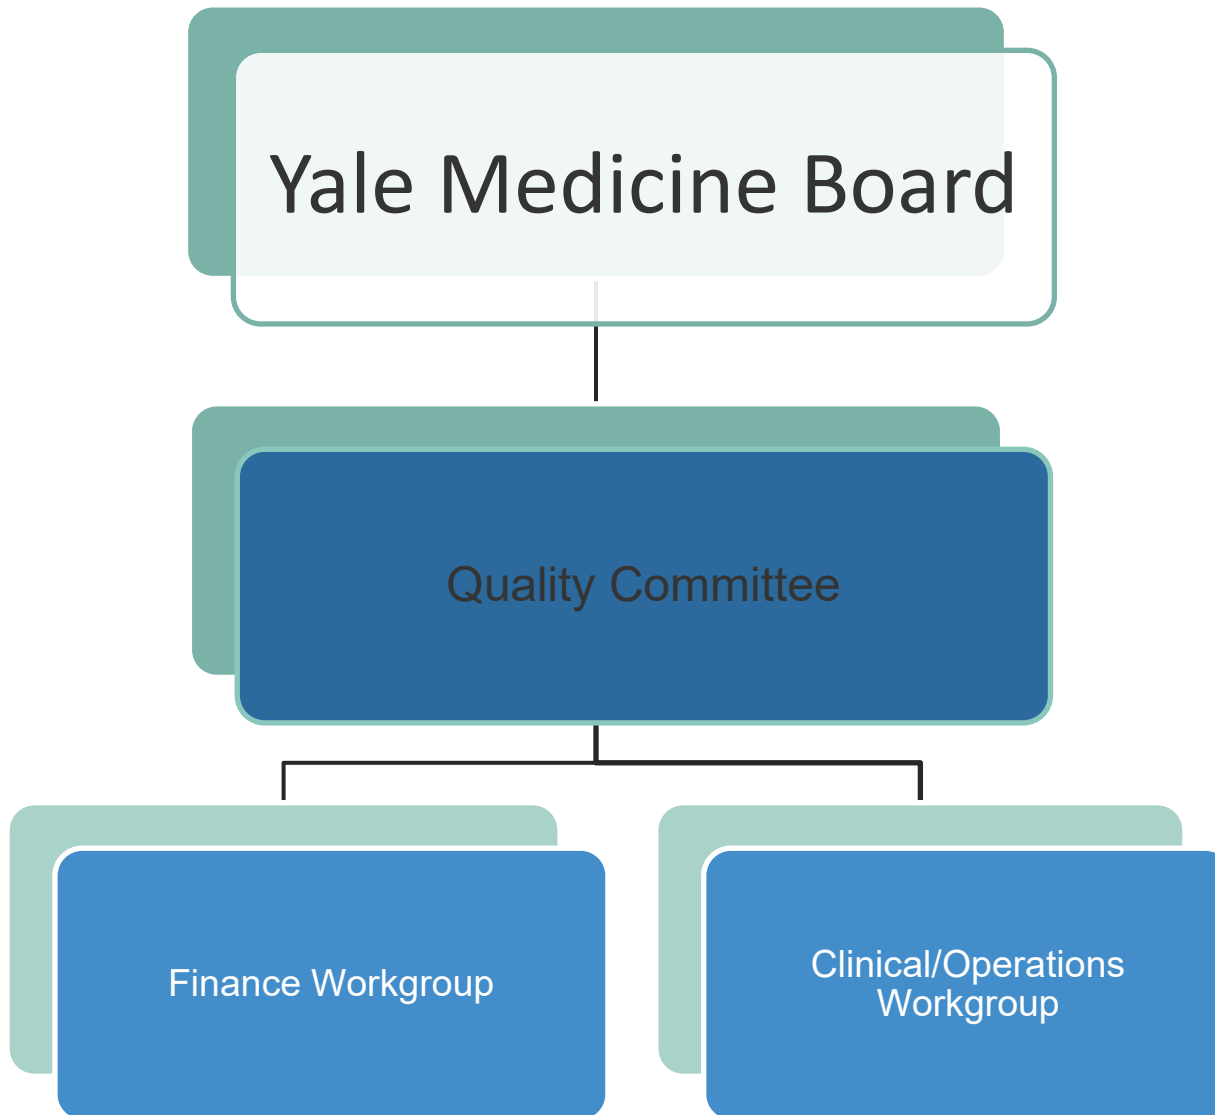 Yale Medicine Board
Quality Committee
Finance Workgroup
Clinical/Operations
Workgroup